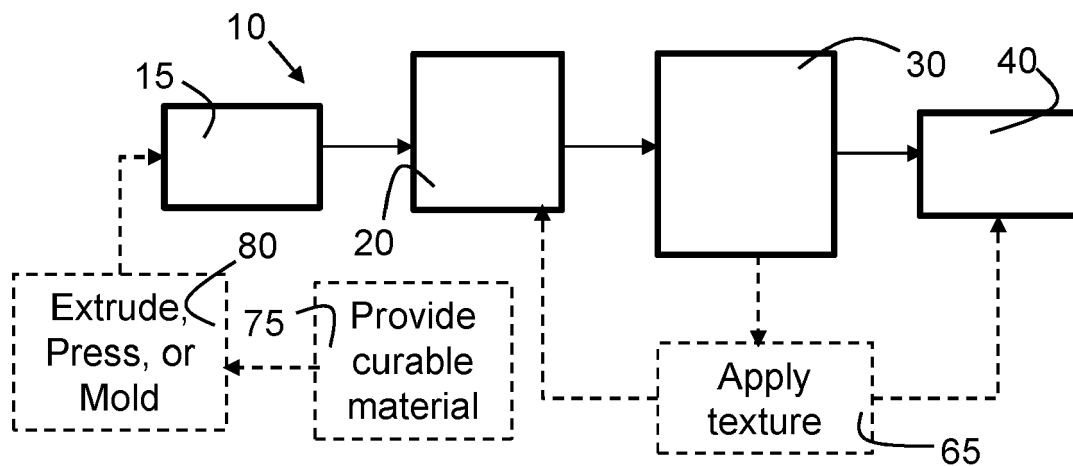 10
15
30
40
20
80
Extrude,
Press, or
Mold
75
Provide
curable
material
Apply
texture
65